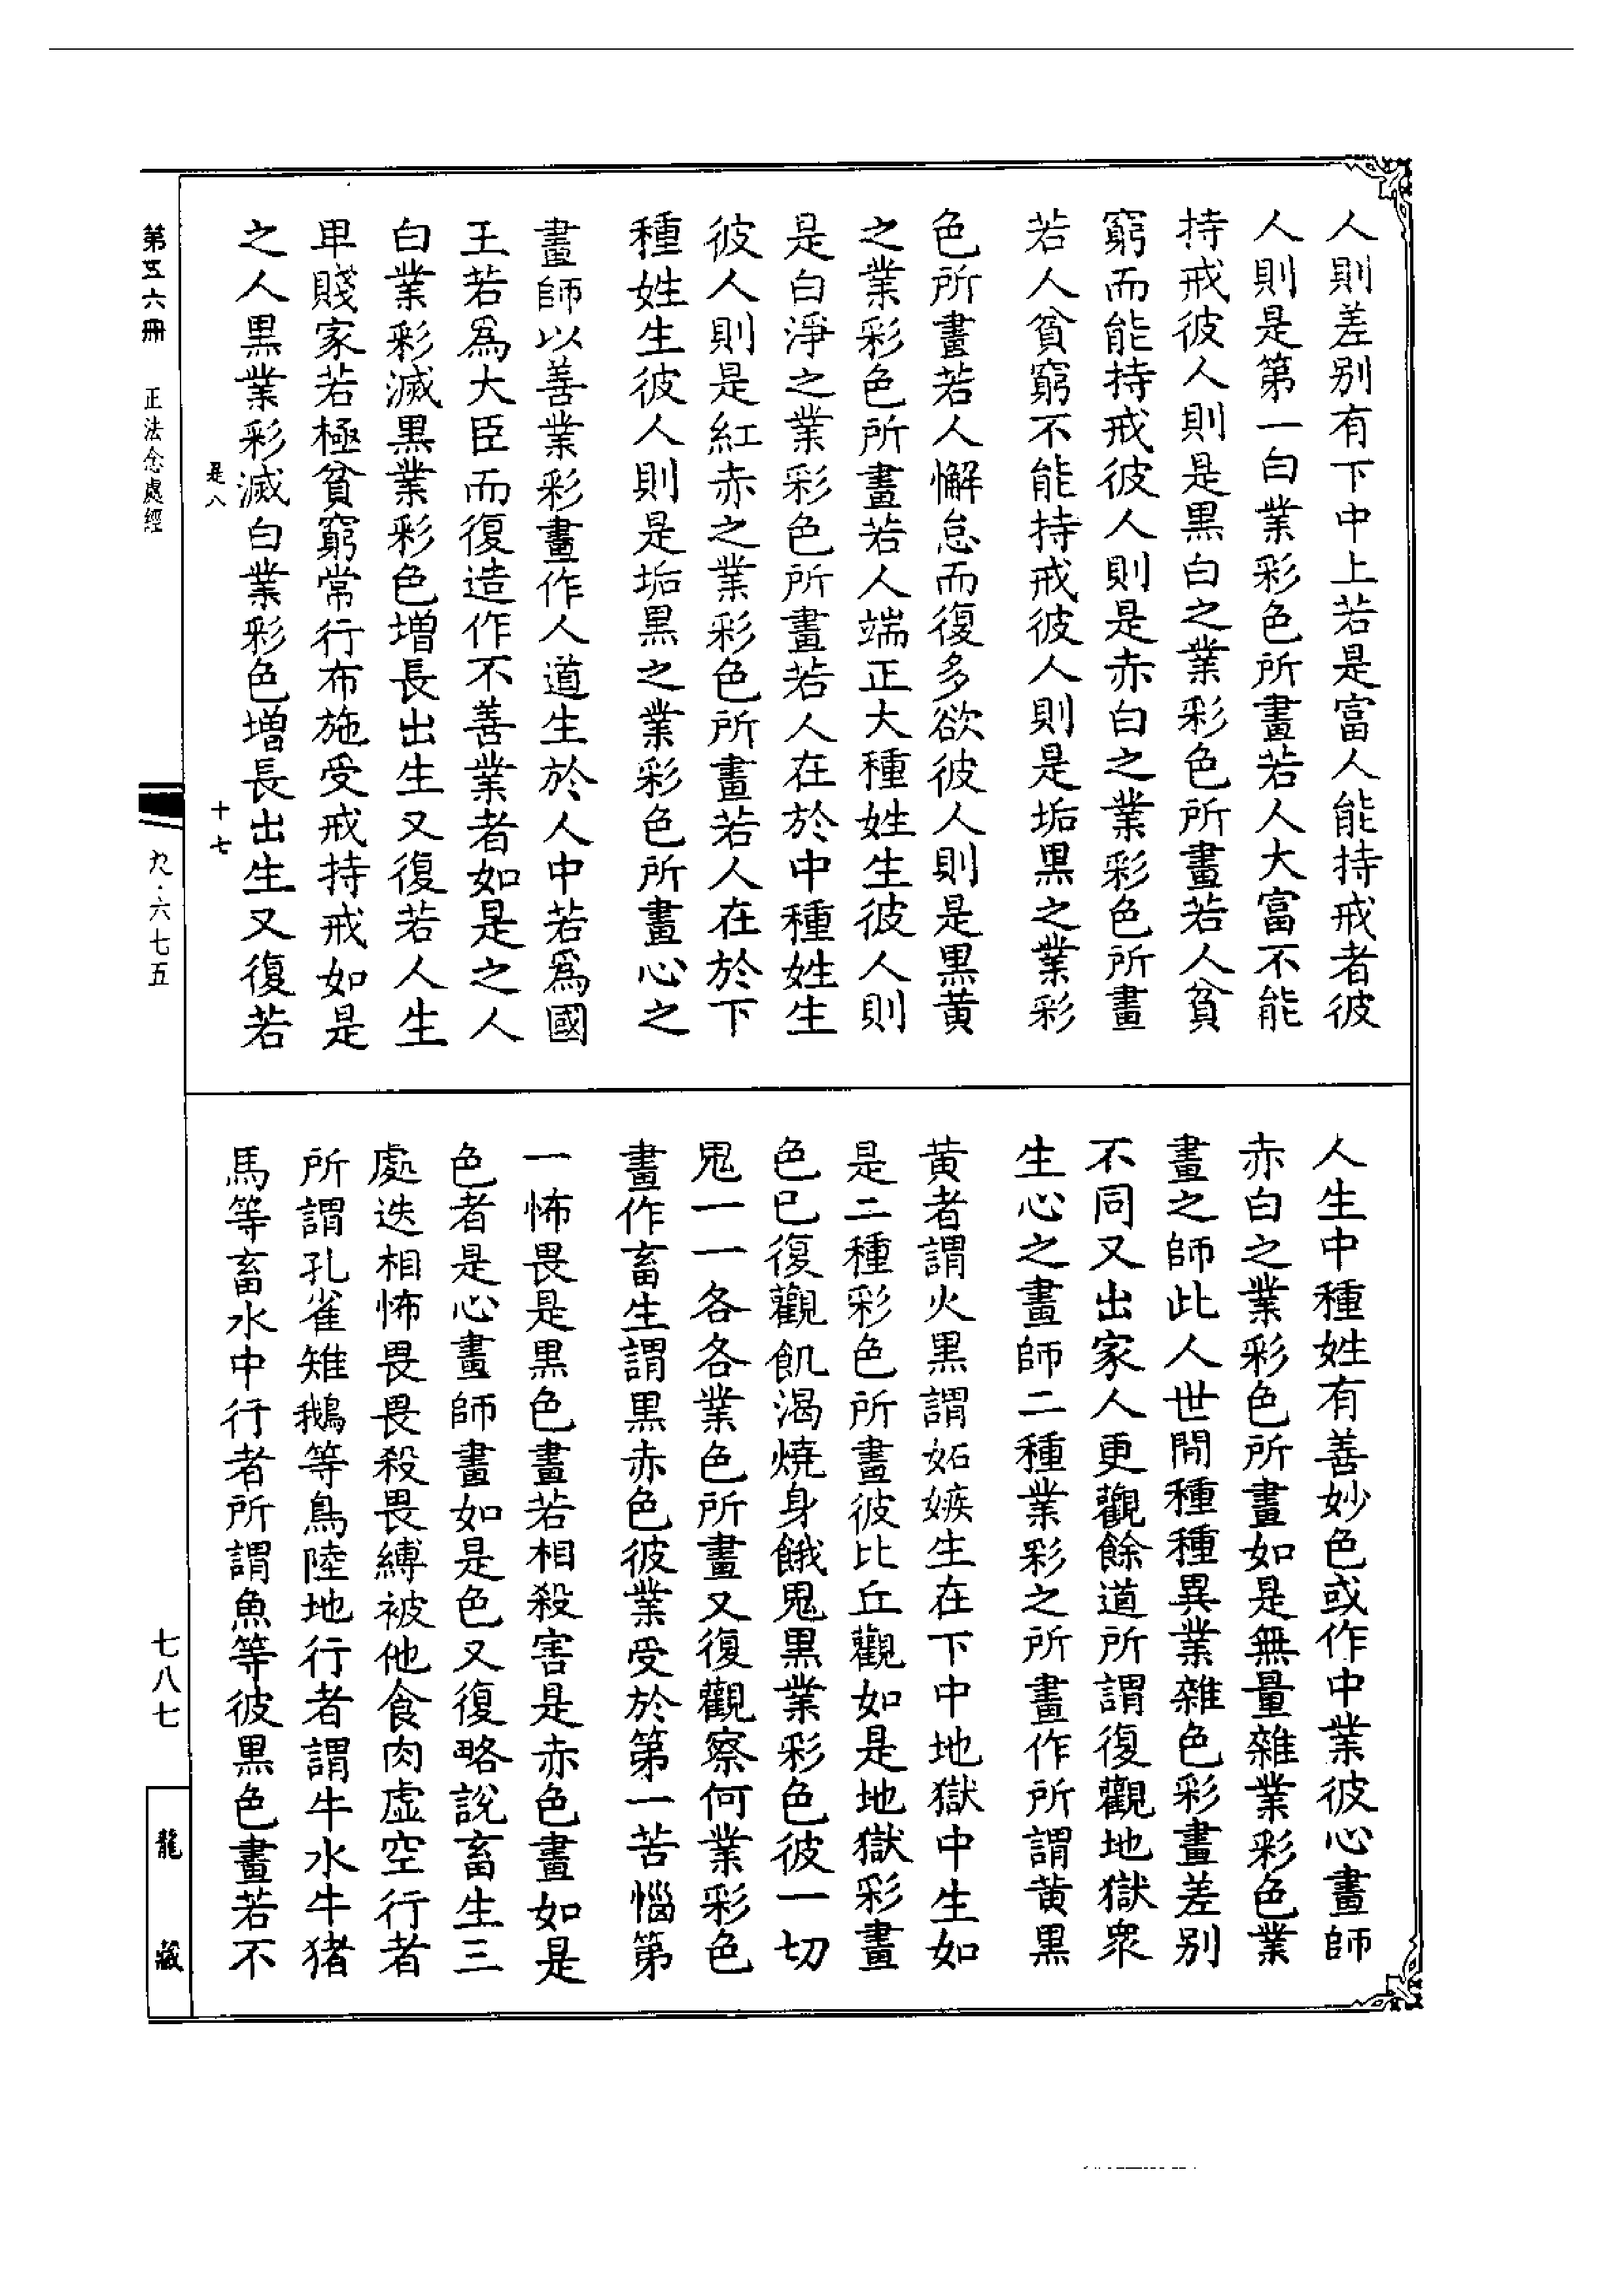 人則差别有下中上若是富人能持戒者彼
人則是第一白業彩色所畫若人大富不能
持戒彼人則是黑白之業彩色所畫若人貧
窮而能持戒彼人則是赤白之業彩色所畫
若人貧窮不能持戒彼人則是垢黑之業彩
色所畫若人懈怠而復多欲彼人則是黑黄
之業彩色所畫若人端正大種姓生彼人則
是白淨之業彩色所畫若人在於中種姓生
彼人則是紅赤之業彩色所畫若人在於下
種姓生彼人則是垢黑之業彩色所畫心之
畫師以善業彩畫作人道生於人中若爲國
王若爲大臣而復造作不善業者如是之人
白業彩滅黑業彩色増長出生又復若人生
卑賤家若極貧窮常行布施受戒持戒如是
之人黑業彩滅白業彩色増長出生又復若
是八
十七
人生中種姓有善妙色或作中業彼心畫師
赤白之業彩色所畫如是無量雜業彩色業
畫之師此人世間種種異業雜色彩畫差别
不同又出家人更觀餘道所謂復觀地獄衆
生心之畫師二種業彩之所畫作所謂黄黑
黄者謂火黑謂妬嫉生在下中地獄中生如
是二種彩色所畫彼比丘觀如是地獄彩畫
色已復觀飢渴燒身餓鬼黑業彩色彼一切
鬼一一各各業色所畫又復觀察何業彩色
畫作畜生謂黑赤色彼業受於第一苦惱第
一怖畏是黑色畫若相殺害是赤色畫如是
色者是心畫師畫如是色又復略說畜生三
處迭相怖畏畏殺畏縛被他食肉虛空行者
所謂孔雀雉鵝等鳥陸地行者謂牛水牛猪
馬等畜水中行者所謂魚等彼黑色畫若不
第五六冊
正法念處經
九·六七五
七八七
龍藏